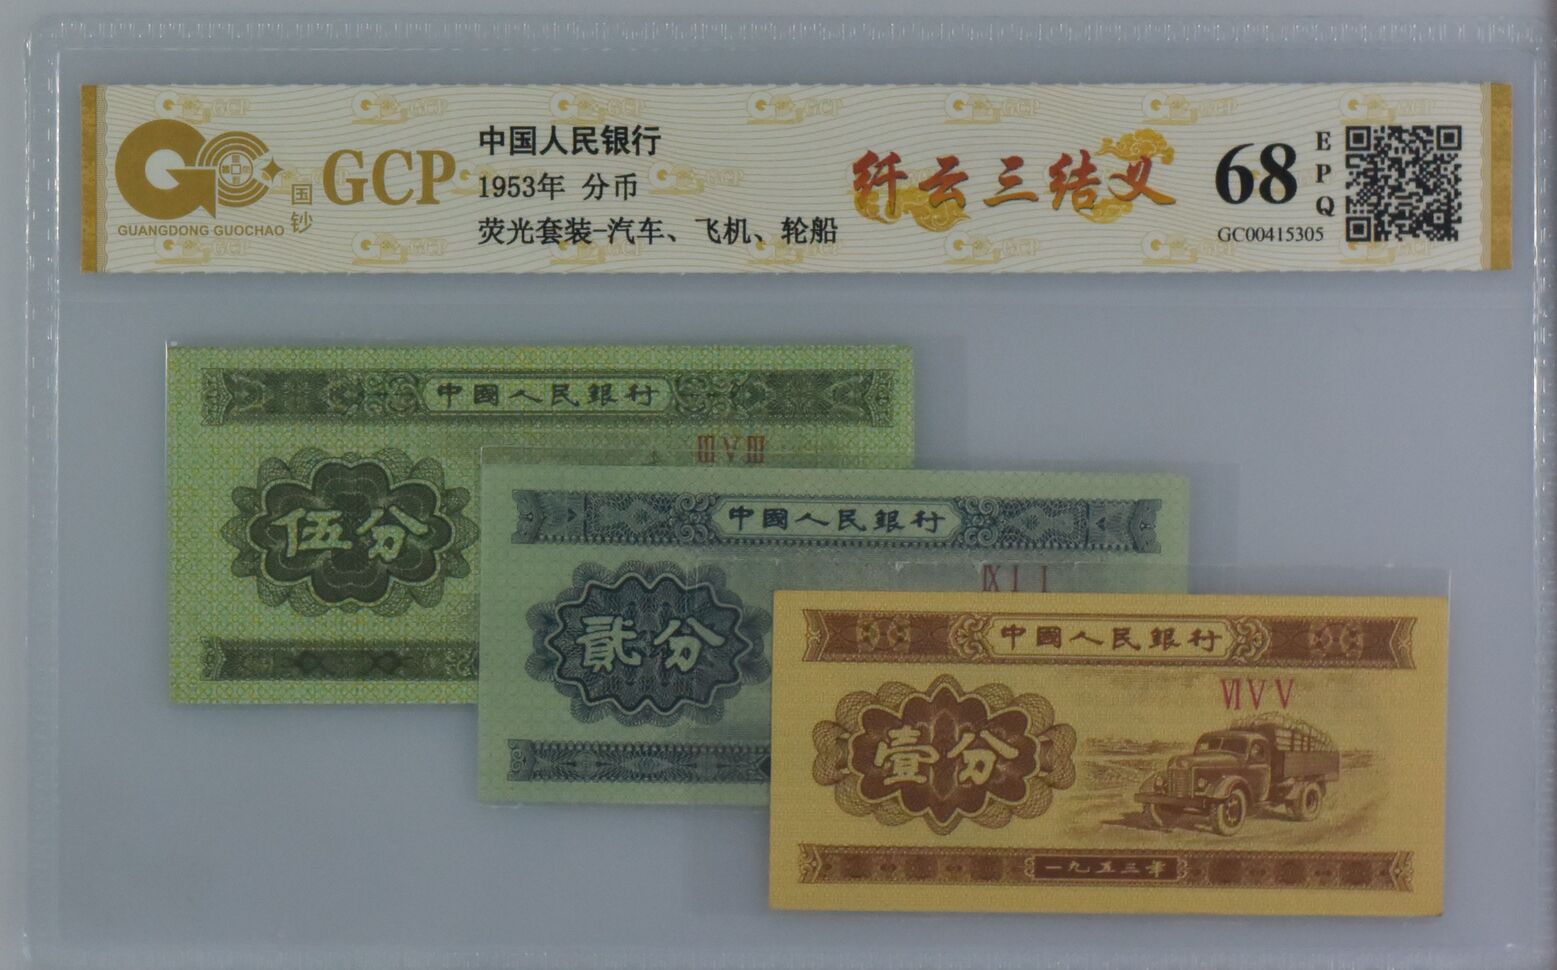 GUANGDONG GUOCHAO
国钞
GCP
中国人民银行
1953年 分币
荧光套装-汽车、飞机、轮船
纤云三结义
68
EPQ
GC00415305
中國人民銀行
III V III
伍分
中國人民銀行
IX I I
貳分
中國人民銀行
VI V V
壹分
一九五三年